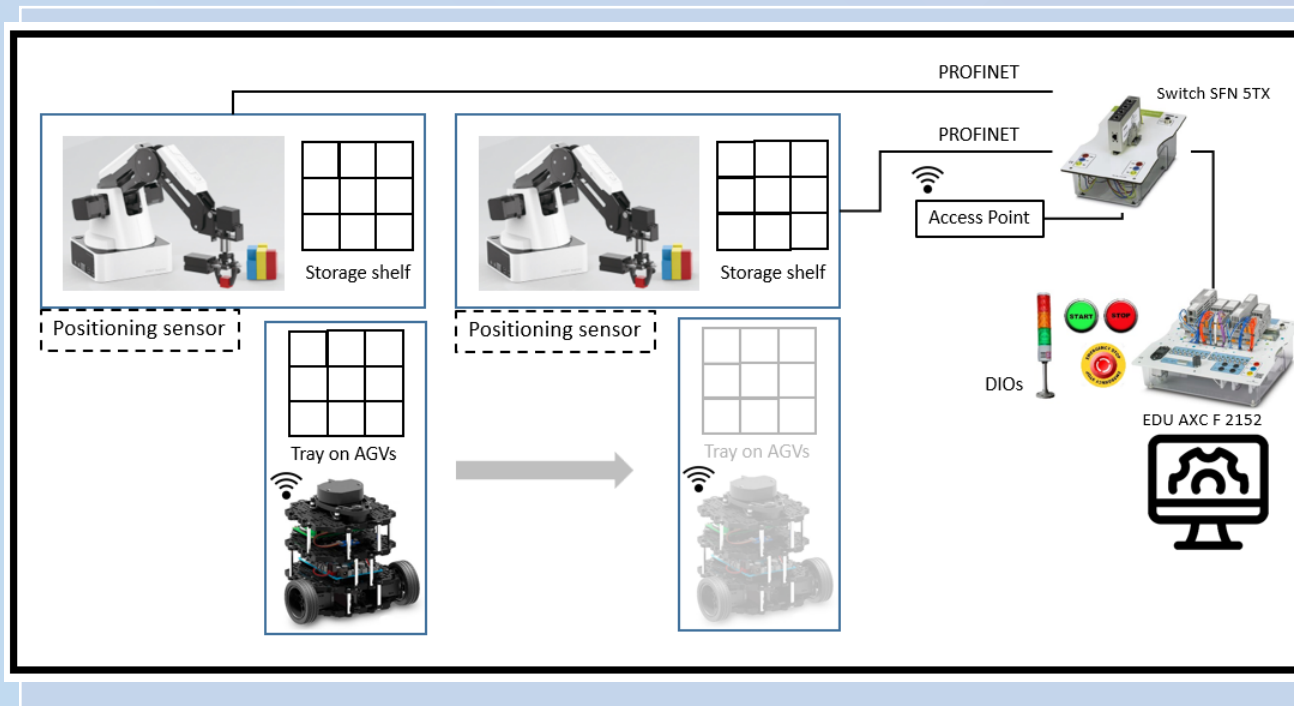 PROFINET
Switch SFN 5TX
PROFINET
Access Point
Storage shelf
Storage shelf
Positioning sensor
Positioning sensor
START
STOP
DIOs
EDU AXC F 2152
Tray on AGVs
Tray on AGVs